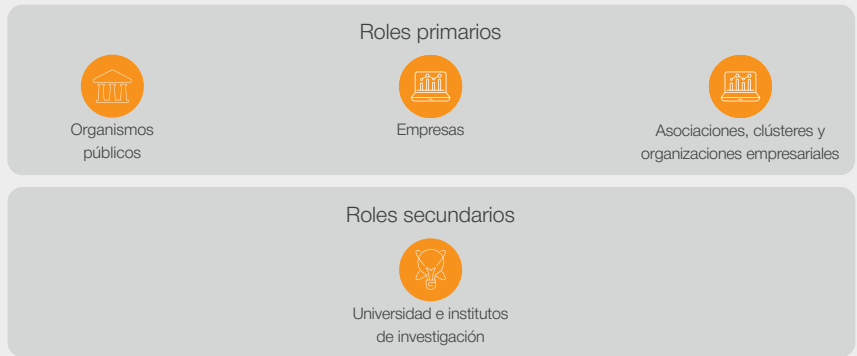 Roles primarios
Organismos
públicos
Empresas
Asociaciones, clústeres y
organizaciones empresariales
Roles secundarios
Universidad e institutos
de investigación